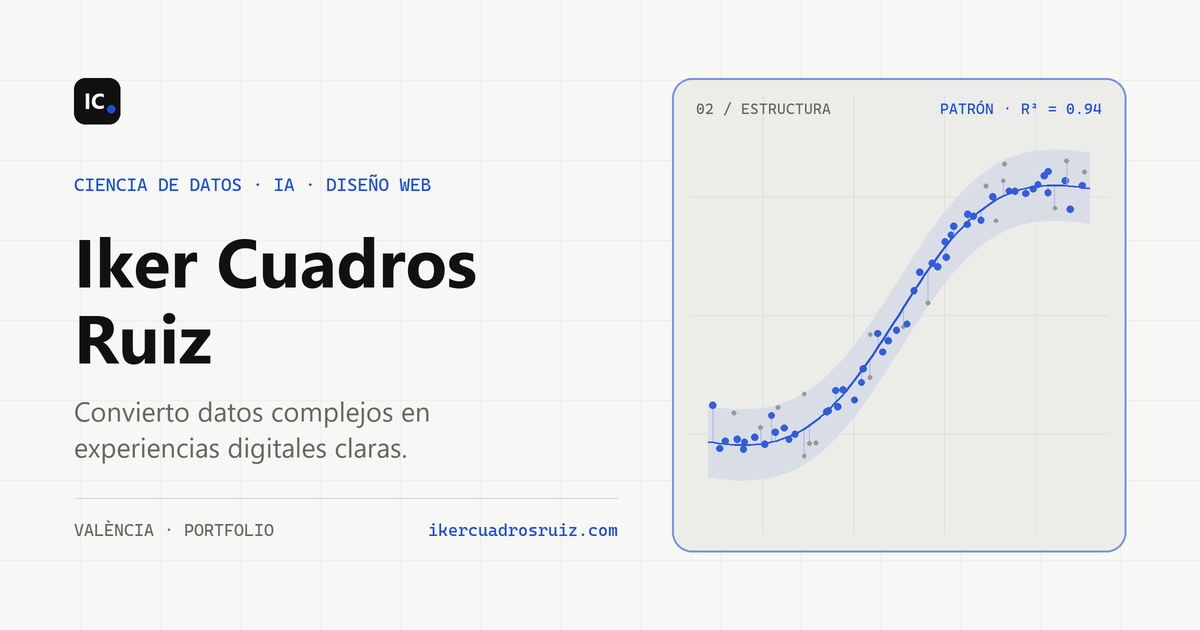 IC.
CIENCIA DE DATOS · IA · DISEÑO WEB
Iker Cuadros
Ruiz
Convierto datos complejos en
experiencias digitales claras.
VALÈNCIA · PORTFOLIO
ikercuadrosruiz.com
02 / ESTRUCTURA
PATRÓN · R² = 0.94